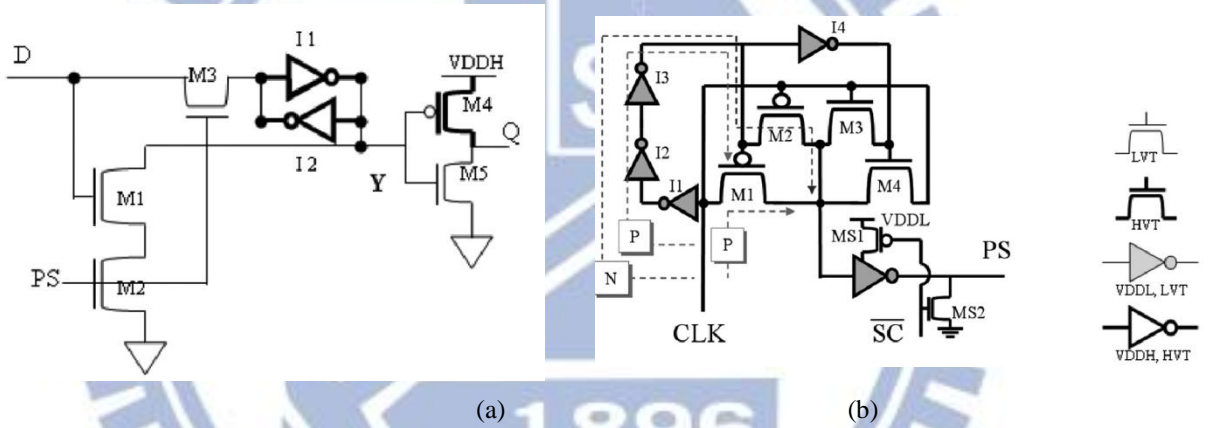 D
I1
M3
VDDH
M4
Q
I2
Y
M5
M1
PS
M2
(a)
I4
I3
M2
M3
I2
I1
M1
M4
P
P
N
MS1
VDDL
PS
MS2
CLK
SC
LVT
HVT
VDDL, LVT
VDDH, HVT
(b)
1896